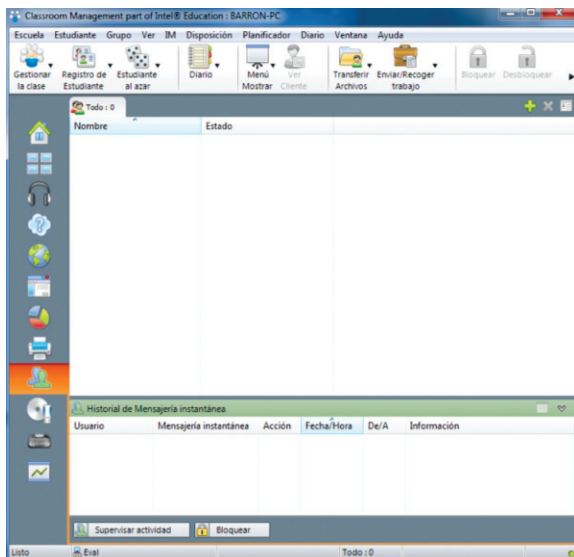 Classroom Management part of Intel® Education : BARRON-PC
Escuela Estudiante Grupo Ver IM Disposición Planificador Diario Ventana Ayuda
Gestionar la clase
Registro de Estudiante
Estudiante al azar
Diario
Menú Mostrar
Ver Cliente
Transferir Archivos
Enviar/Recoger trabajo
Bloquear
Desbloquear
Todo : 0
Nombre Estado
Historial de Mensajería instantánea
Usuario Mensajería instantánea Acción Fecha/Hora De/A Información
Supervisar actividad Bloquear
Listo Eval Todo : 0